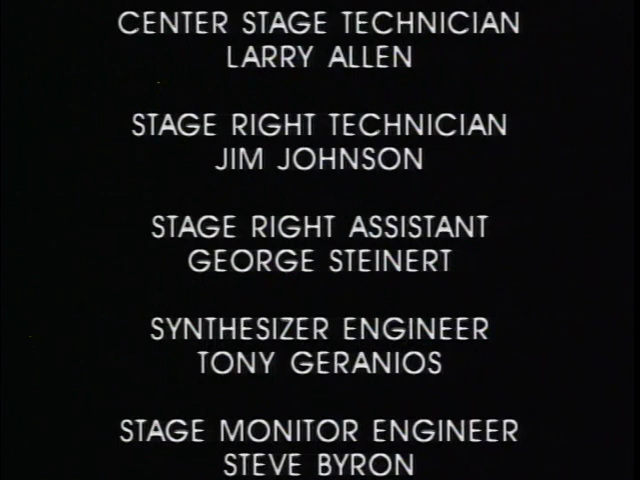 CENTER STAGE TECHNICIAN
LARRY ALLEN
STAGE RIGHT TECHNICIAN
JIM JOHNSON
STAGE RIGHT ASSISTANT
GEORGE STEINERT
SYNTHESIZER ENGINEER
TONY GERANIOS
STAGE MONITOR ENGINEER
STEVE BYRON